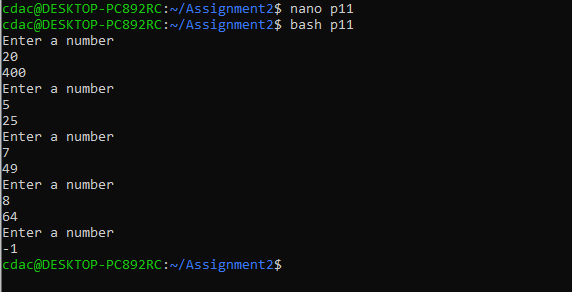 cdac@DESKTOP-PC892RC:~/Assignment2$ nano p11
cdac@DESKTOP-PC892RC:~/Assignment2$ bash p11
Enter a number
20
400
Enter a number
5
25
Enter a number
7
49
Enter a number
8
64
Enter a number
-1
cdac@DESKTOP-PC892RC:~/Assignment2$